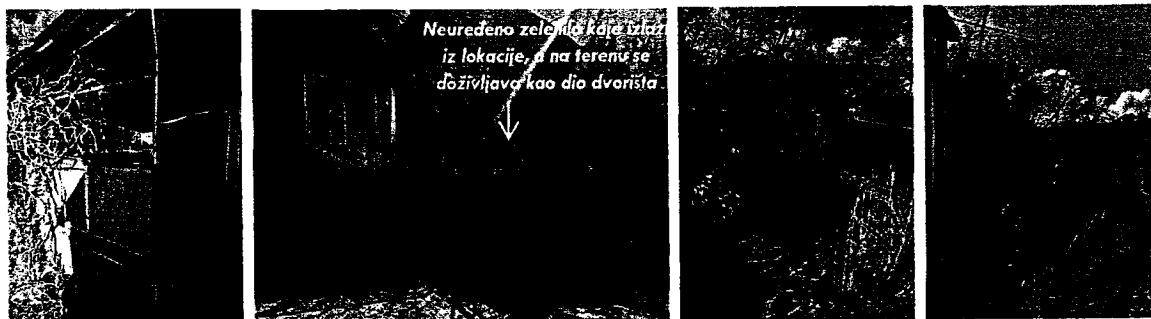 Neuređeno zelenilo koje izlazi
iz lokacije, a na terenu se
doživljava kao dio dvorišta